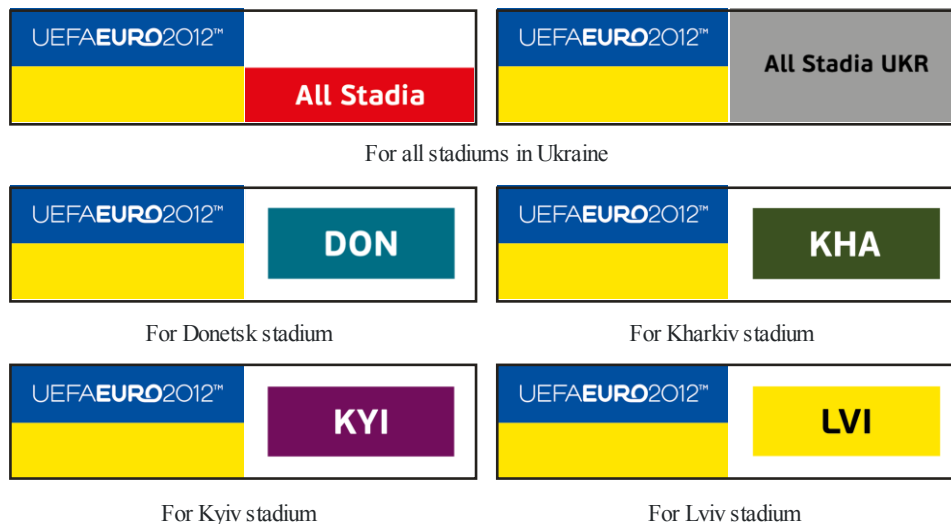 UEFAEURO2012™
All Stadia
UEFAEURO2012™
All Stadia UKR
For all stadiums in Ukraine
UEFAEURO2012™
DON
UEFAEURO2012™
KHA
For Donetsk stadium
For Kharkiv stadium
UEFAEURO2012™
KYI
UEFAEURO2012™
LVI
For Kyiv stadium
For Lviv stadium